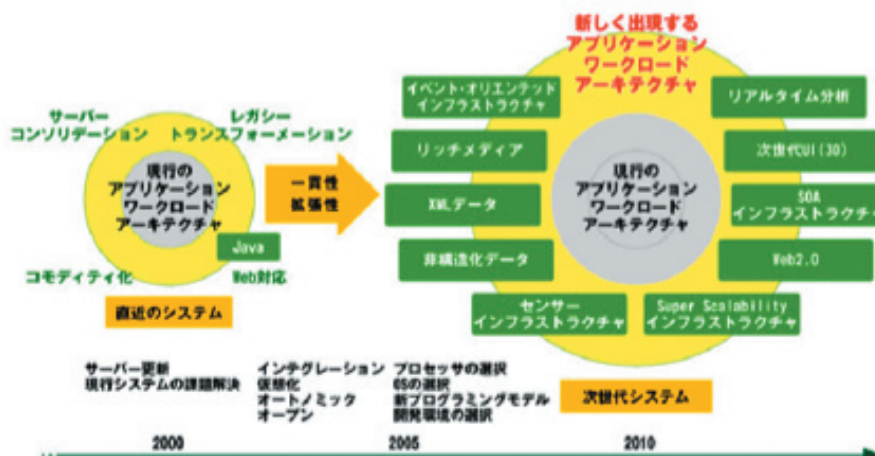 サーバー
コンソリデーション
レガシー
トランスフォーメーション
現行の
アプリケーション
ワークロード
アーキテクチャ
Java
コモディティ化
Web対応
直近のシステム
一貫性
拡張性
新しく出現する
アプリケーション
ワークロード
アーキテクチャ
イベント・オリエンテッド
インフラストラクチャ
リッチメディア
XMLデータ
非構造化データ
センサー
インフラストラクチャ
現行の
アプリケーション
ワークロード
アーキテクチャ
リアルタイム分析
次世代UI(3D)
SOA
インフラストラクチャ
Web2.0
Super Scalability
インフラストラクチャ
次世代システム
サーバー更新
現行システムの課題解決
インテグレーション
仮想化
オートノミック
オープン
プロセッサの選択
OSの選択
新プログラミングモデル
開発環境の選択
2000
2005
2010